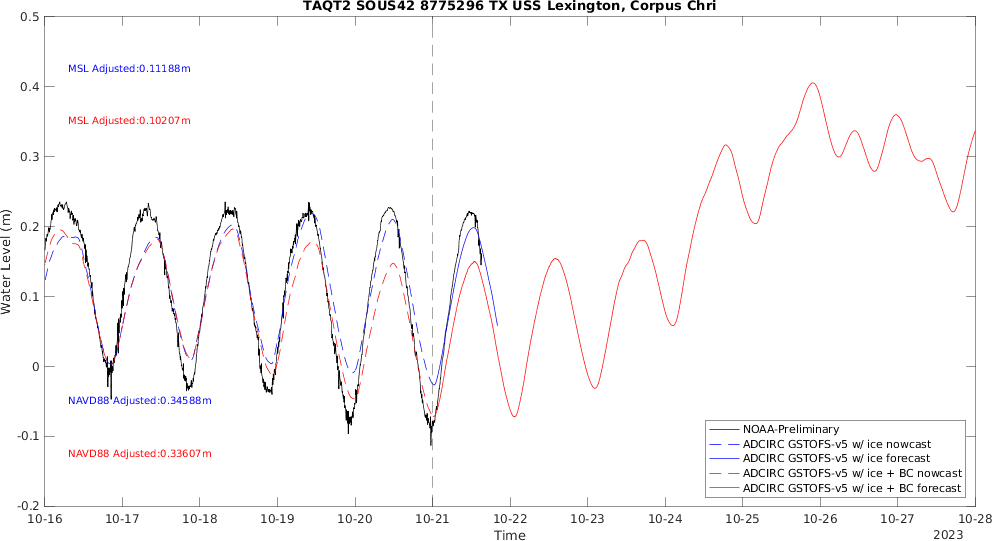 TAQT2 SOUS42 8775296 TX USS Lexington, Corpus Chri
0.5
0.4
0.3
0.2
0.1
0
-0.1
-0.2
Water Level (m)
MSL Adjusted:0.11188m
MSL Adjusted:0.10207m
NAVD88 Adjusted:0.34588m
NAVD88 Adjusted:0.33607m
NOAA-Preliminary
ADCIRC GSTOFS-v5 w/ ice nowcast
ADCIRC GSTOFS-v5 w/ ice forecast
ADCIRC GSTOFS-v5 w/ ice + BC nowcast
ADCIRC GSTOFS-v5 w/ ice + BC forecast
10-16 10-17 10-18 10-19 10-20 10-21 10-22 10-23 10-24 10-25 10-26 10-27 10-28
Time
2023